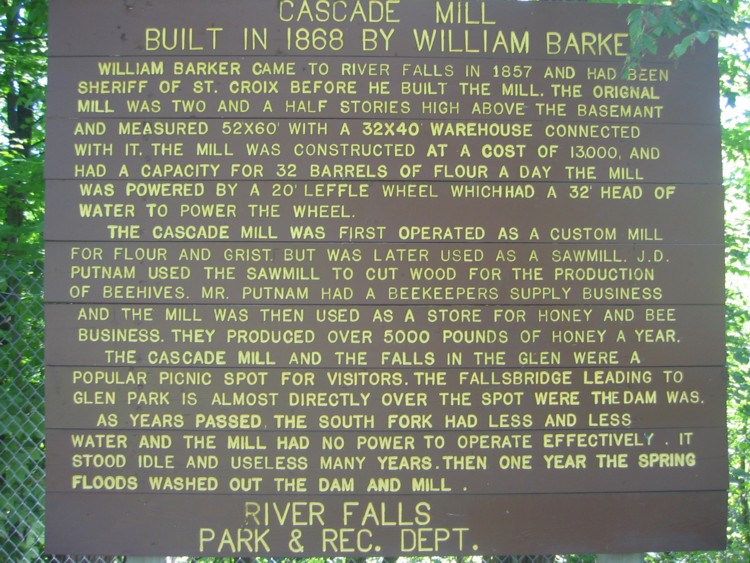 CASCADE MILL
BUILT IN 1868 BY WILLIAM BARKE
WILLIAM BARKER CAME TO RIVER FALLS IN 1857 AND HAD BEEN
SHERIFF OF ST. CROIX BEFORE HE BUILT THE MILL. THE ORIGNAL
MILL WAS TWO AND A HALF STORIES HIGH ABOVE THE BASEMANT
AND MEASURED 52X60' WITH A 32X40' WAREHOUSE CONNECTED
WITH IT. THE MILL WAS CONSTRUCTED AT A COST OF 13,000, AND
HAD A CAPACITY FOR 32 BARRELS OF FLOUR A DAY THE MILL
WAS POWERED BY A 20' LEFFLE WHEEL WHICH HAD A 32' HEAD OF
WATER TO POWER THE WHEEL.
THE CASCADE MILL WAS FIRST OPERATED AS A CUSTOM MILL
FOR FLOUR AND GRIST. BUT WAS LATER USED AS A SAWMILL. J.D.
PUTNAM USED THE SAWMILL TO CUT WOOD FOR THE PRODUCTION
OF BEEHIVES. MR. PUTNAM HAD A BEEKEEPERS SUPPLY BUSINESS
AND THE MILL WAS THEN USED AS A STORE FOR HONEY AND BEE
BUSINESS. THEY PRODUCED OVER 5000 POUNDS OF HONEY A YEAR.
THE CASCADE MILL AND THE FALLS IN THE GLEN WERE A
POPULAR PICNIC SPOT FOR VISITORS. THE FALLSBRIDGE LEADING TO
GLEN PARK IS ALMOST DIRECTLY OVER THE SPOT WERE THE DAM WAS.
AS YEARS PASSED THE SOUTH FORK HAD LESS AND LESS
WATER AND THE MILL HAD NO POWER TO OPERATE EFFECTIVELY . IT
STOOD IDLE AND USELESS MANY YEARS. THEN ONE YEAR THE SPRING
FLOODS WASHED OUT THE DAM AND MILL .
RIVER FALLS
PARK & REC. DEPT.